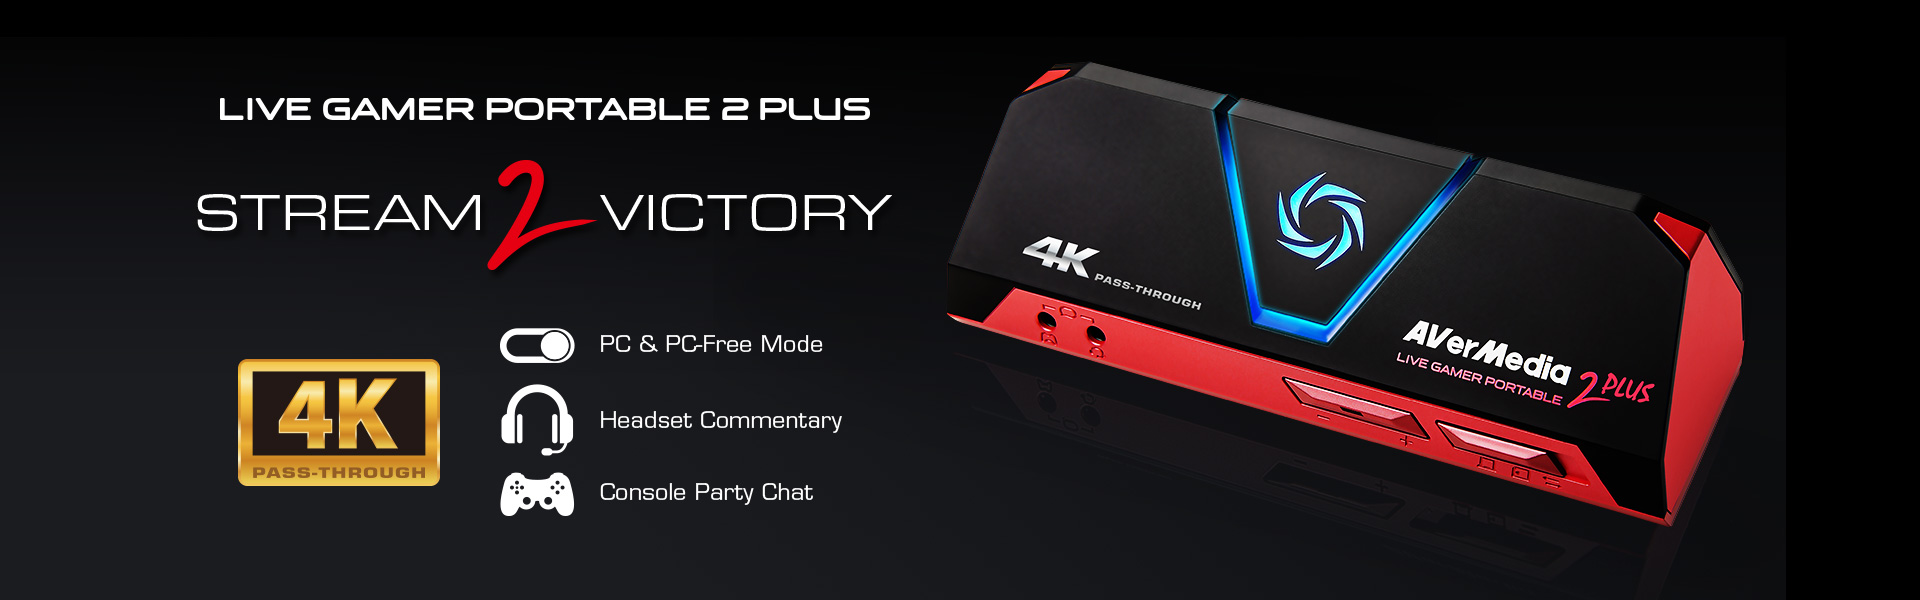 LIVE GAMER PORTABLE 2 PLUS
STREAM 2 VICTORY
4K
PASS-THROUGH
PC & PC-Free Mode
Headset Commentary
Console Party Chat
4K PASS-THROUGH
AVerMedia
LIVE GAMER PORTABLE 2 PLUS